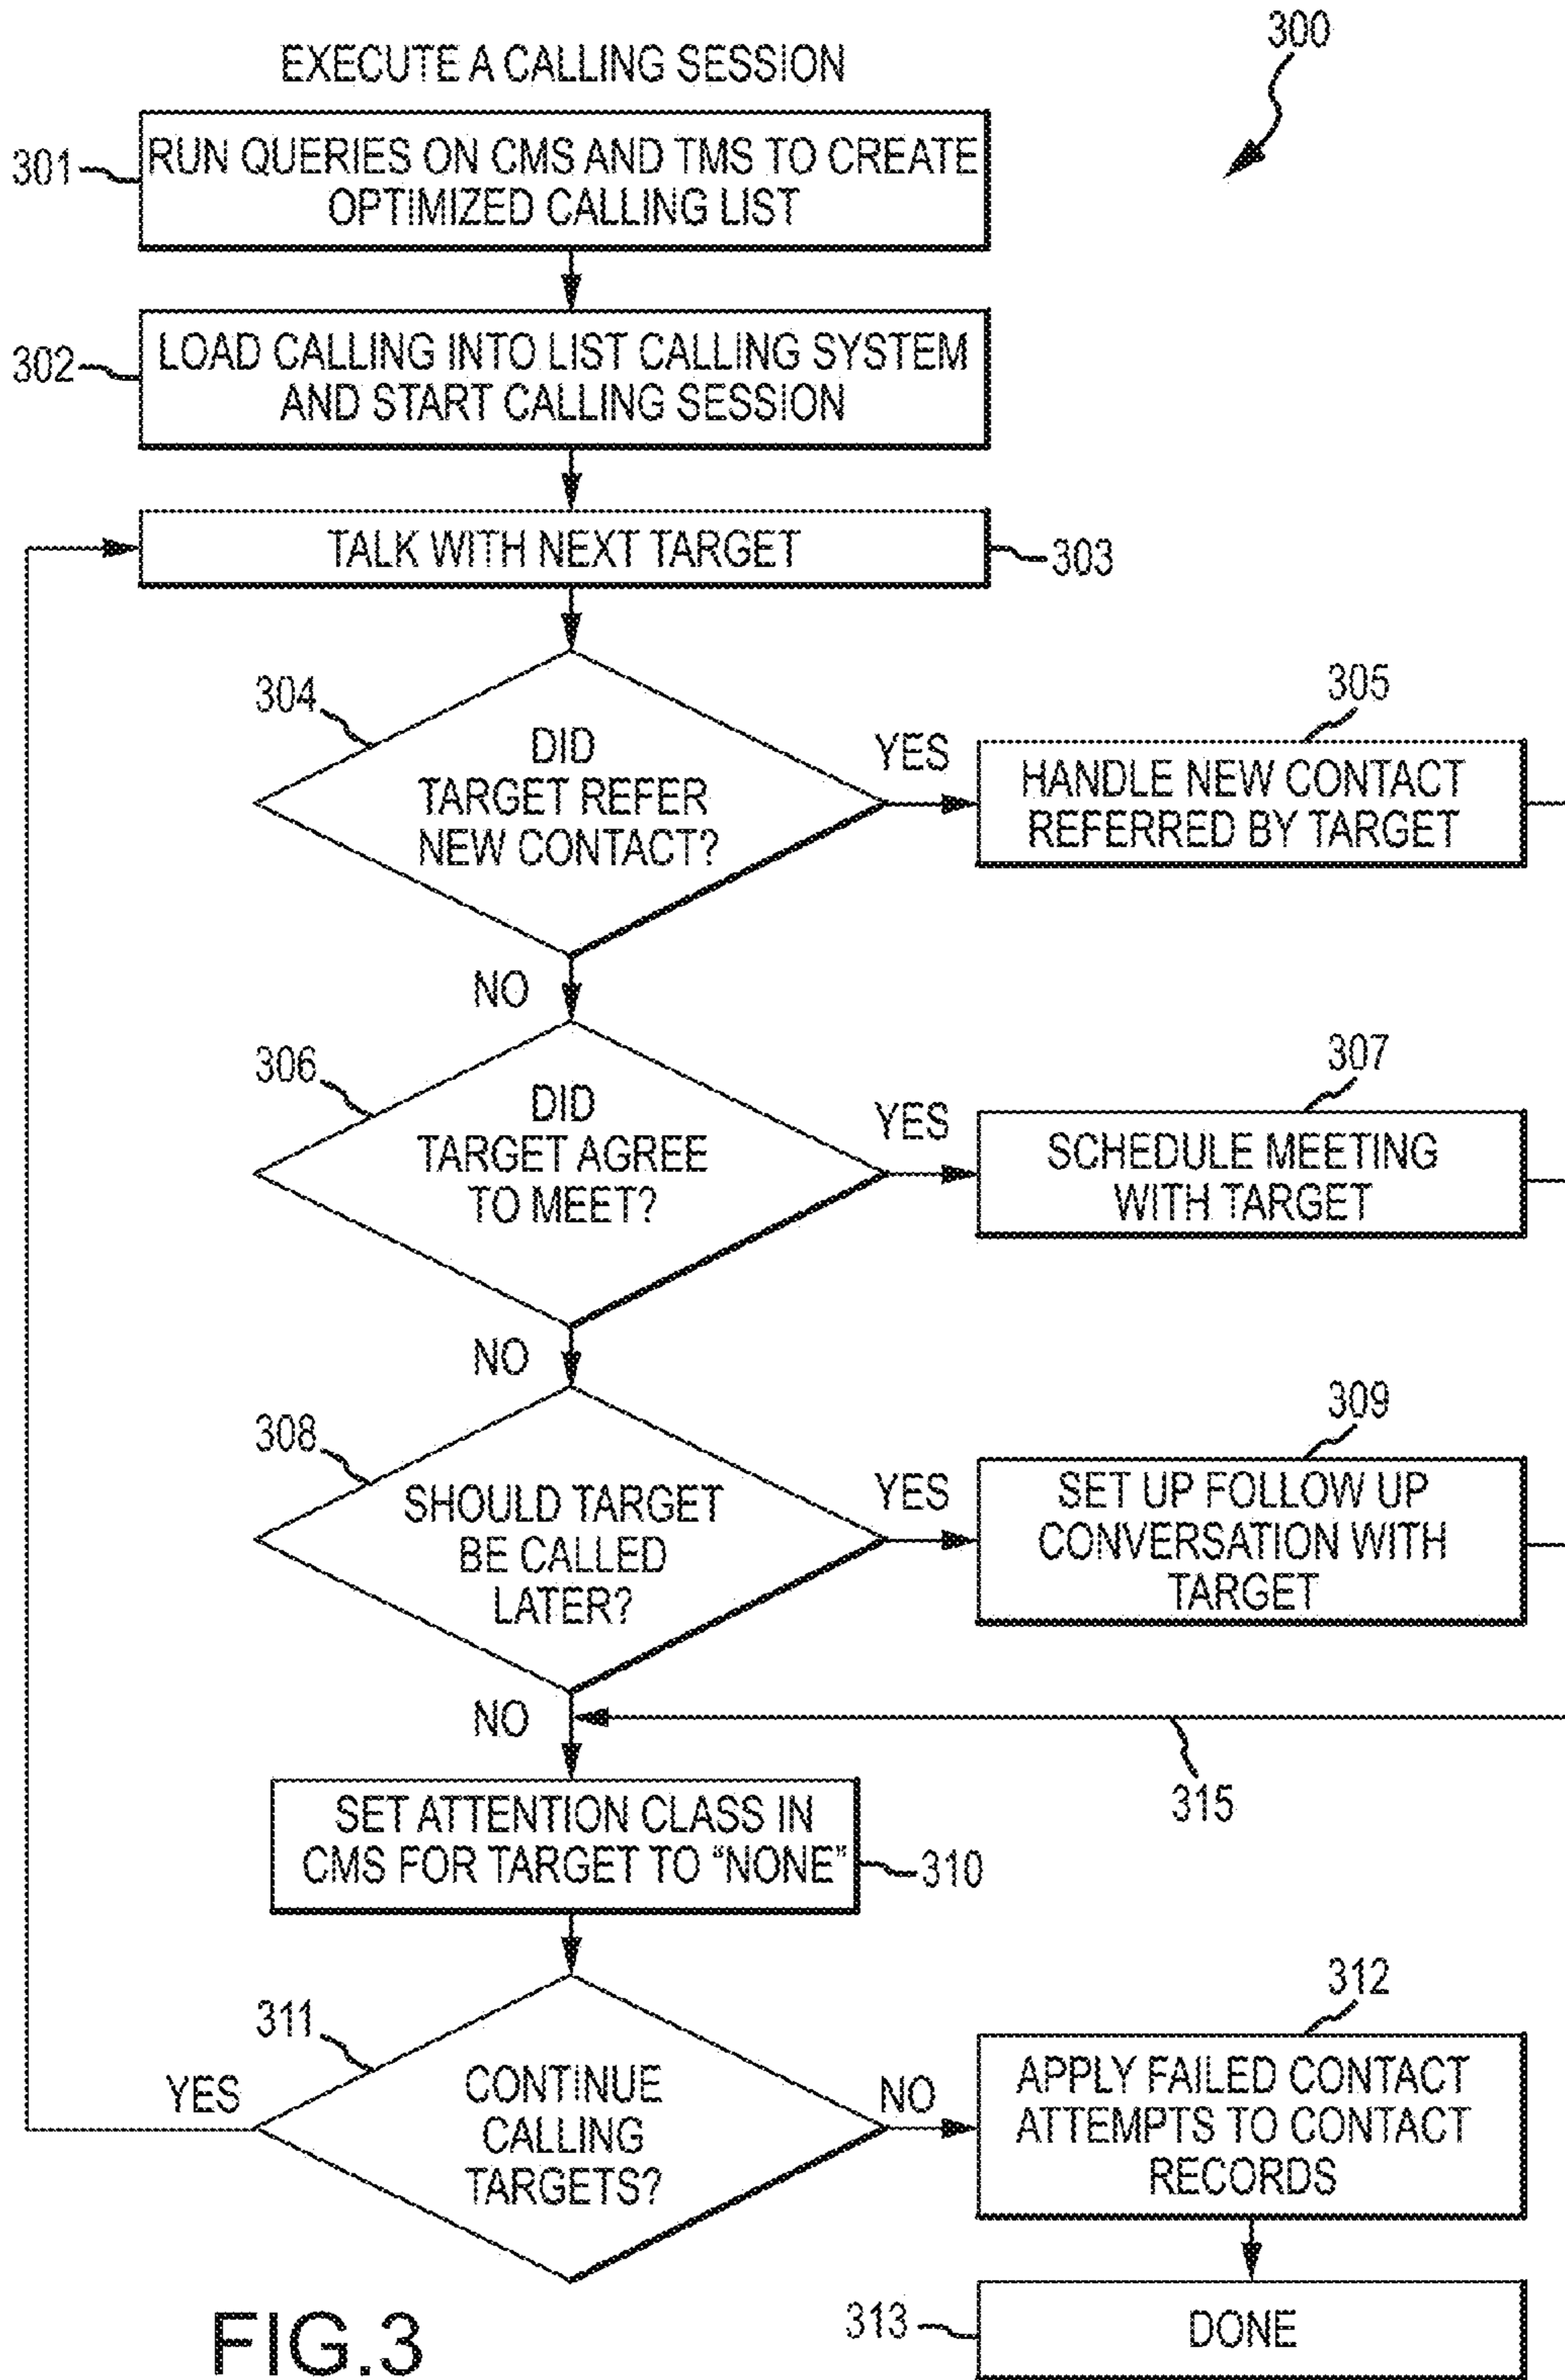 300
EXECUTE A CALLING SESSION
301
RUN QUERIES ON CMS AND TMS TO CREATE
OPTIMIZED CALLING LIST
302
LOAD CALLING INTO LIST CALLING SYSTEM
AND START CALLING SESSION
TALK WITH NEXT TARGET
303
304
DID
TARGET REFER
NEW CONTACT?
YES
305
HANDLE NEW CONTACT
REFERRED BY TARGET
NO
306
DID
TARGET AGREE
TO MEET?
YES
307
SCHEDULE MEETING
WITH TARGET
NO
308
SHOULD TARGET
BE CALLED
LATER?
YES
309
SET UP FOLLOW UP
CONVERSATION WITH
TARGET
NO
315
SET ATTENTION CLASS IN
CMS FOR TARGET TO “NONE”
310
311
YES
CONTINUE
CALLING
TARGETS?
NO
312
APPLY FAILED CONTACT
ATTEMPTS TO CONTACT
RECORDS
313
DONE
FIG.3